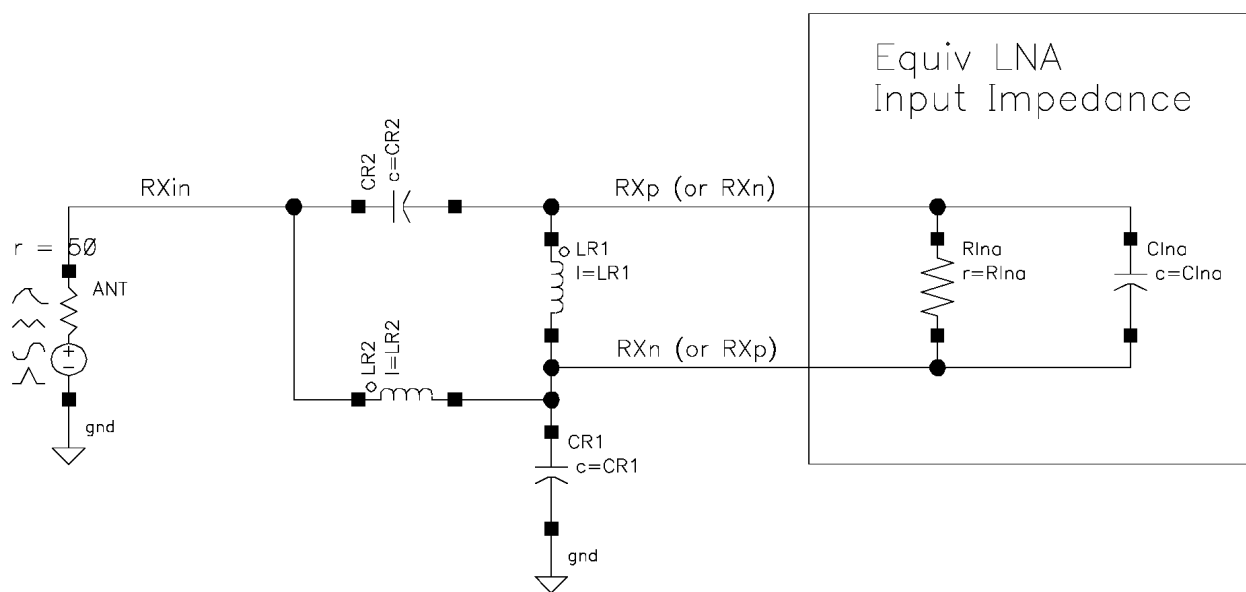 Equiv LNA
Input Impedance
RXin
CR2
c=CR2
RXp (or RXn)
r = 50
ANT
LR1
l=LR1
Rlna
r=Rlna
Clna
c=Clna
LR2
l=LR2
RXn (or RXp)
gnd
CR1
c=CR1
gnd